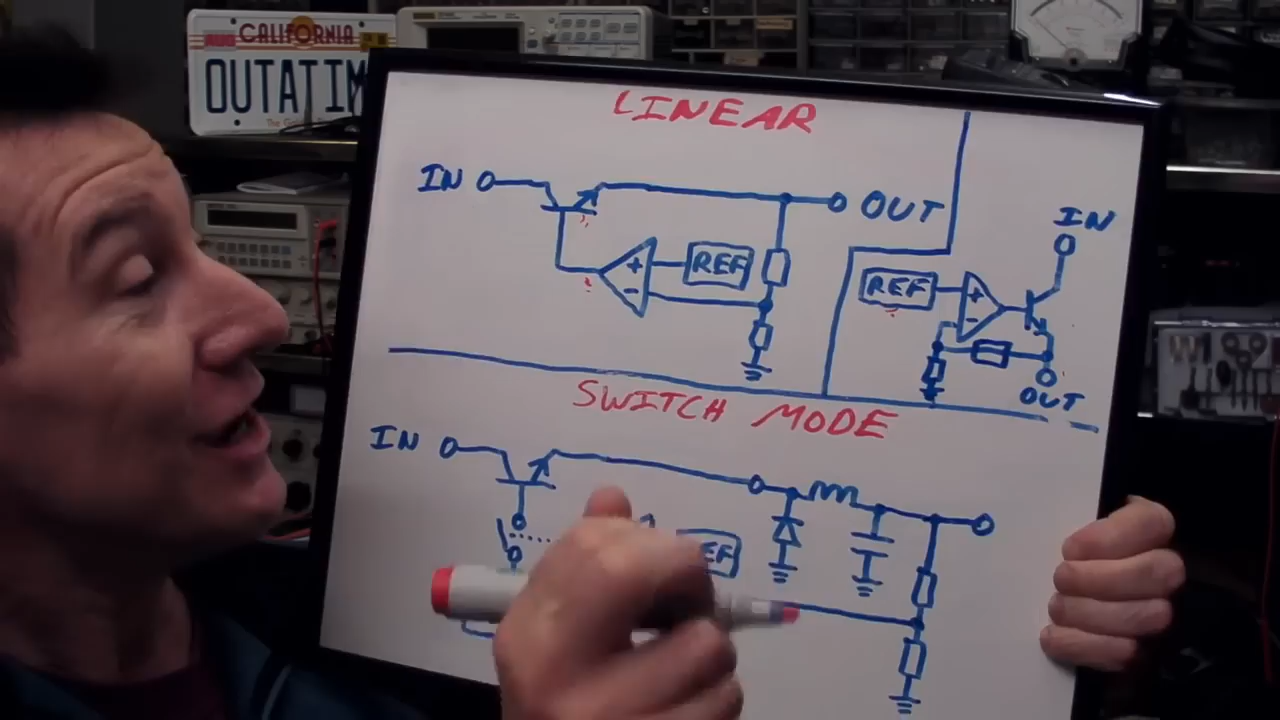 CALIFORNIA
OUTATIM
LINEAR
IN
OUT
+
REF
-
IN
REF
+
-
OUT
SWITCH MODE
IN